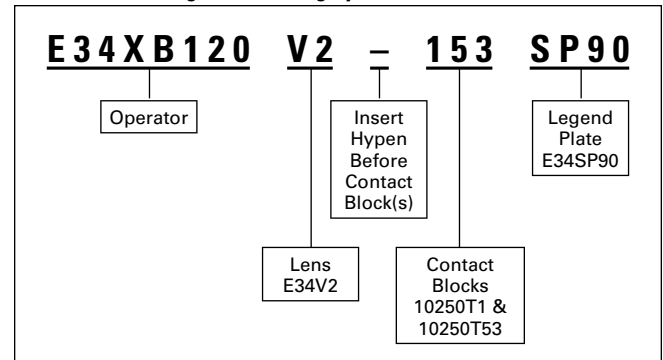 E34XB120 V2 – 153 SP90
Operator
Insert
Hypen
Before
Contact
Block(s)
Legend
Plate
E34SP90
Lens
E34V2
Contact
Blocks
10250T1 &
10250T53